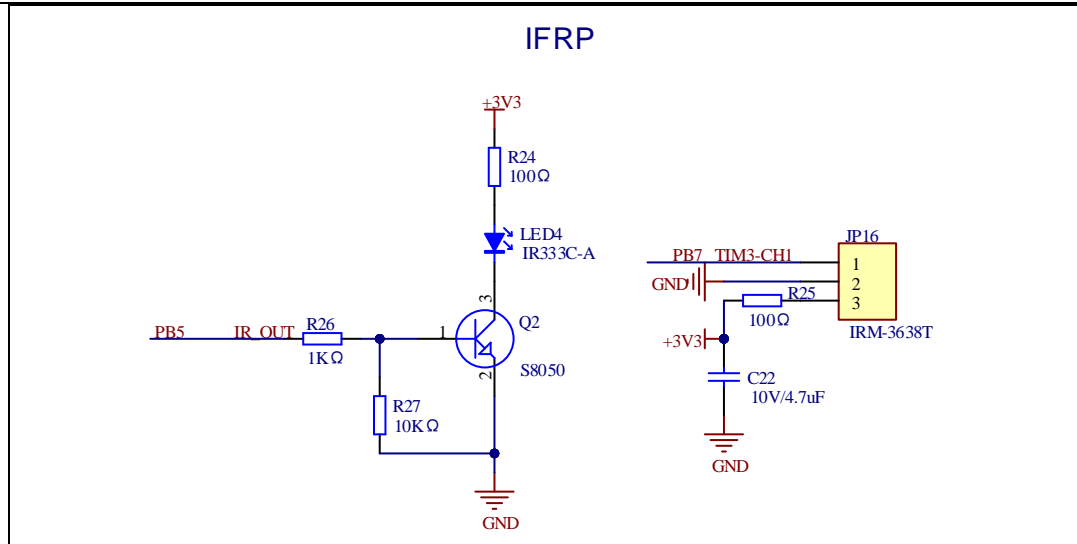 IFRP
+3V3
R24
100Ω
LED4
IR333C-A
3
Q2
1
S8050
2
PB5 IR_OUT R26
1KΩ
R27
10KΩ
GND
JP16
PB7 TIM3-CH1 1
GND 2
R25 3
100Ω
IRM-3638T
+3V3
C22
10V/4.7uF
GND